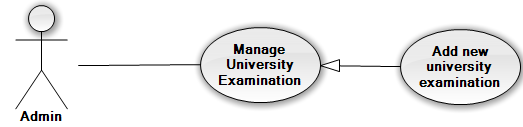 Admin
Manage
University
Examination
Add new
university
examination